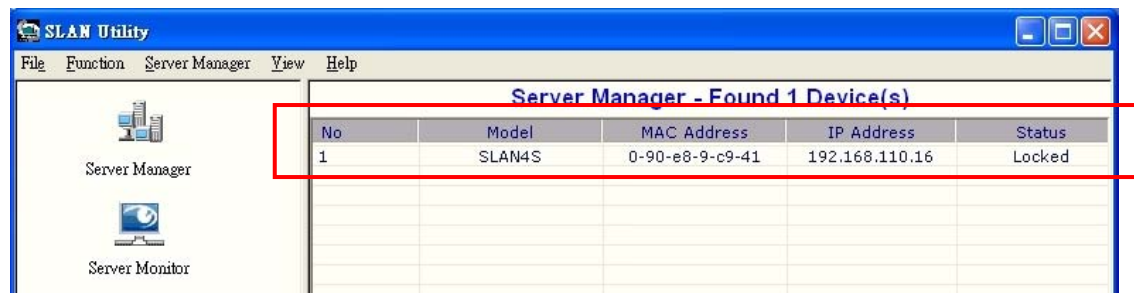 SLAN Utility
File Function Server Manager View Help
Server Manager
Server Monitor
Server Manager - Found 1 Device(s)
No Model MAC Address IP Address Status
1 SLAN4S 0-90-e8-9-c9-41 192.168.110.16 Locked